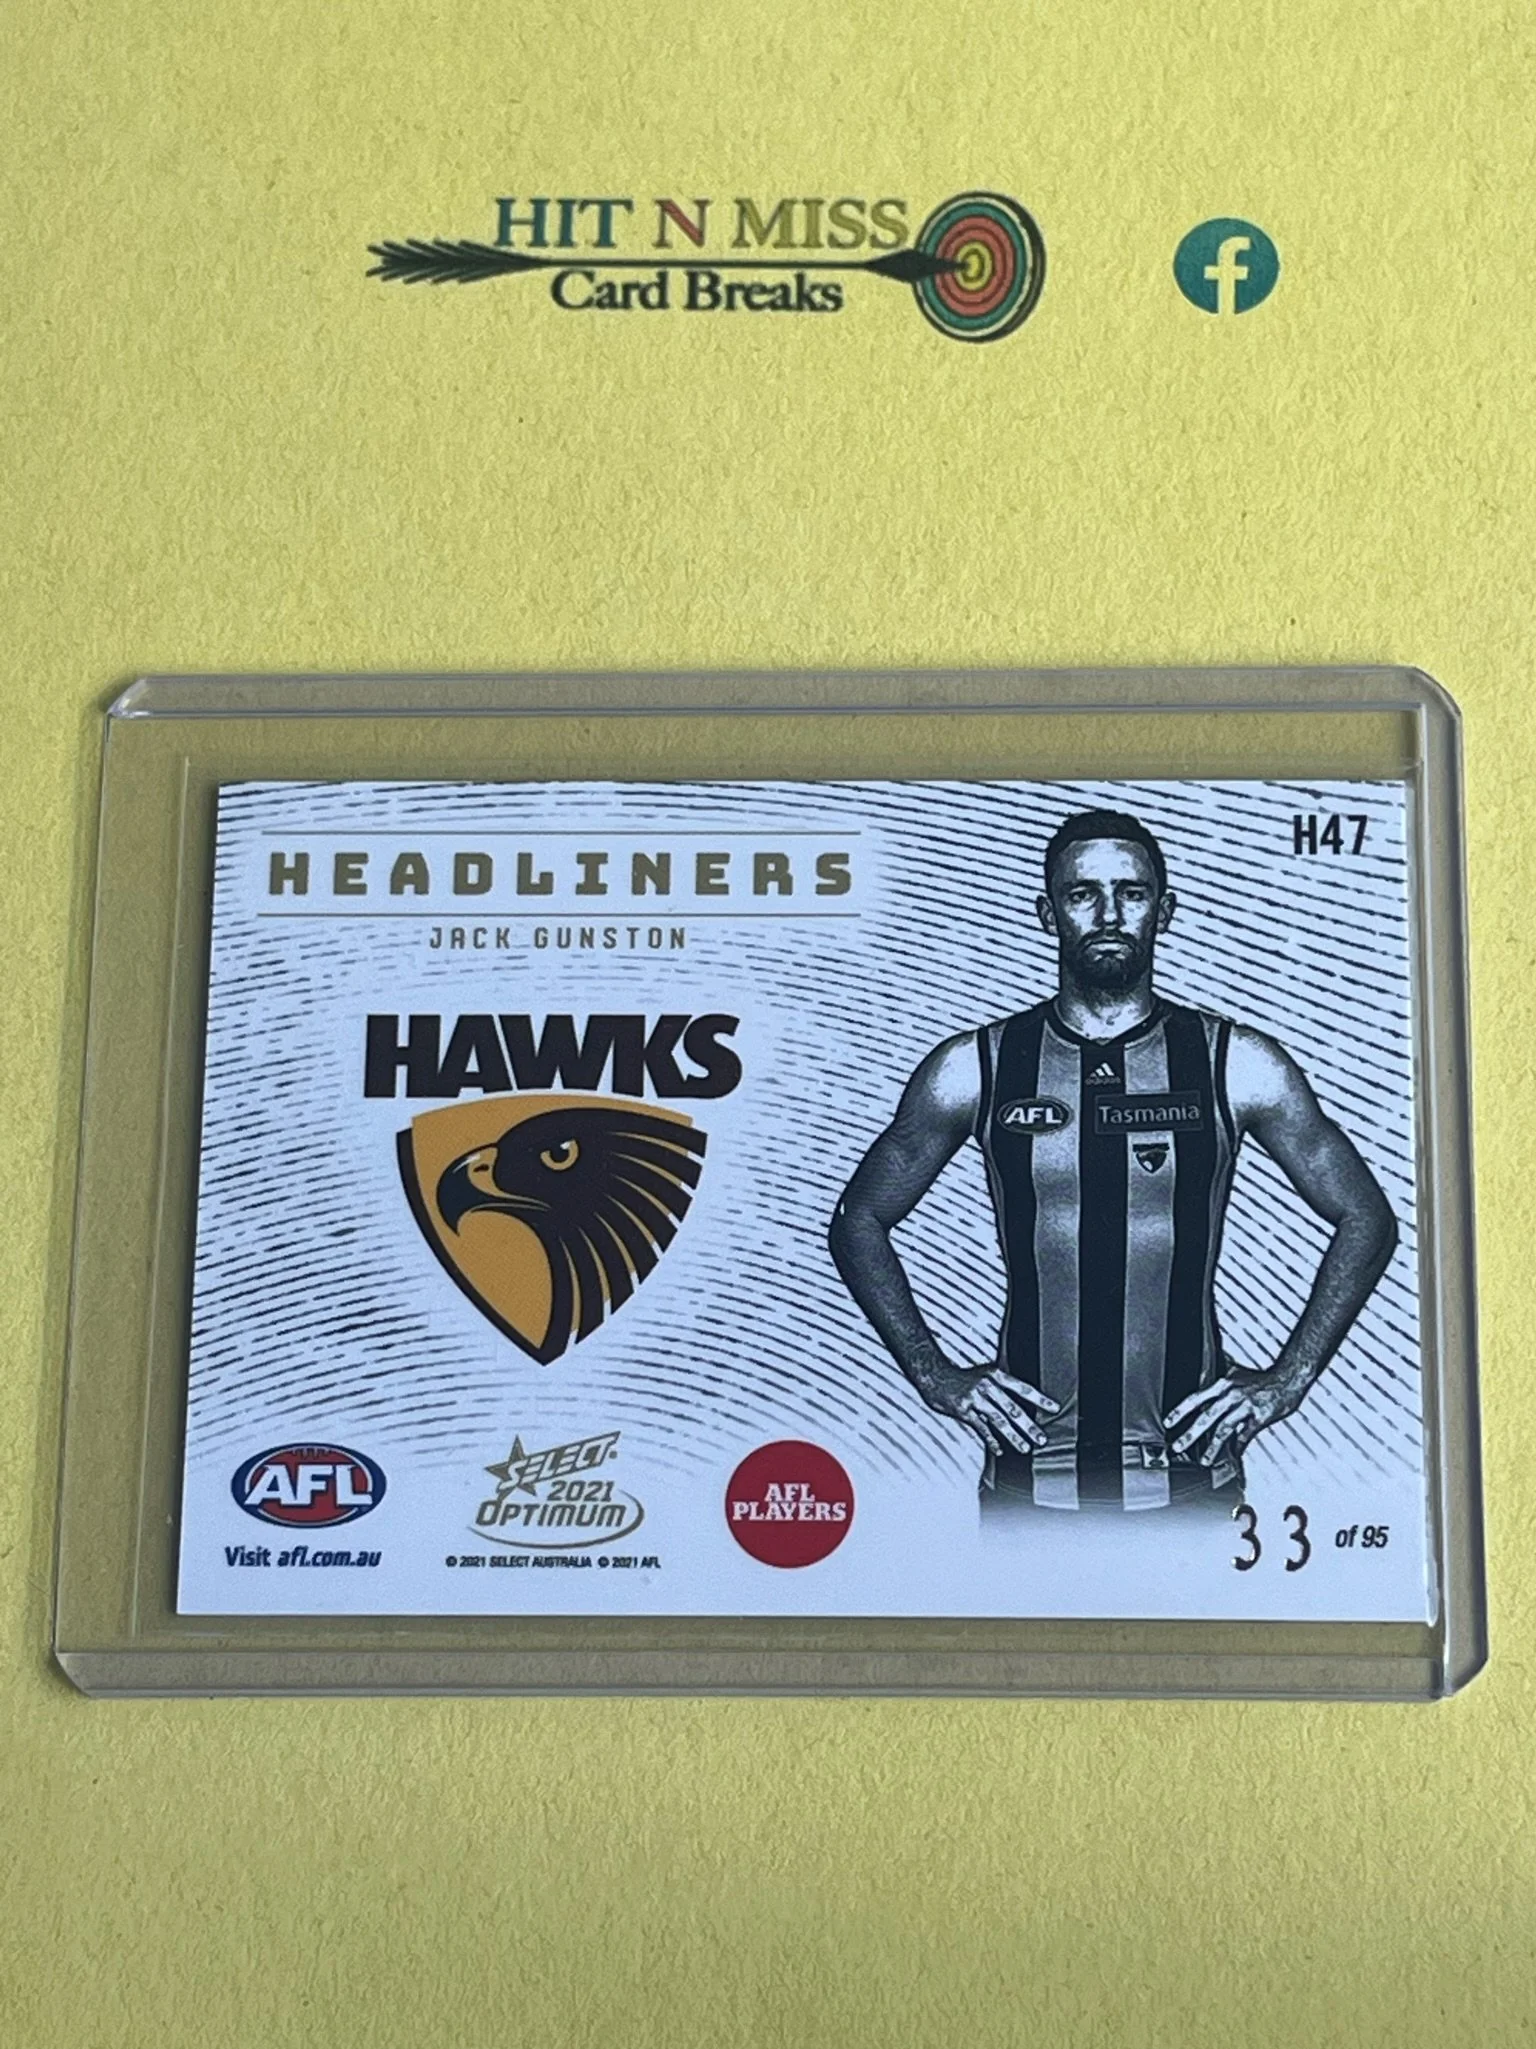 HIT N MISS
Card Breaks
f
H47
HEADLINERS
JACK GUNSTON
HAWKS
adidas
AFL
Tasmania
AFL
Visit afl.com.au
SELECT
2021
OPTIMUM
© 2021 SELECT AUSTRALIA © 2021 AFL
AFL
PLAYERS
33 of 95